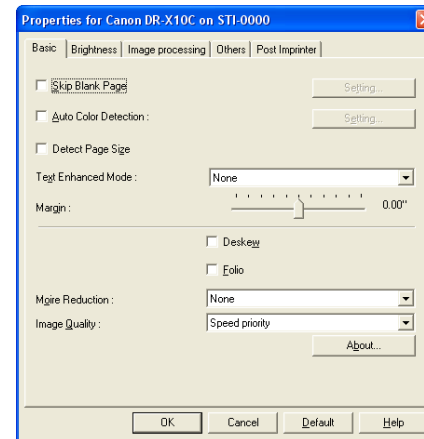 Properties for Canon DR-X10C on STI-0000
Basic Brightness Image processing Others Post Imprinter
Skip Blank Page Setting...
Auto Color Detection : Setting...
Detect Page Size
Text Enhanced Mode : None
Margin : 0.00"
Deskew
Folio
Moire Reduction : None
Image Quality : Speed priority
About...
OK Cancel Default Help